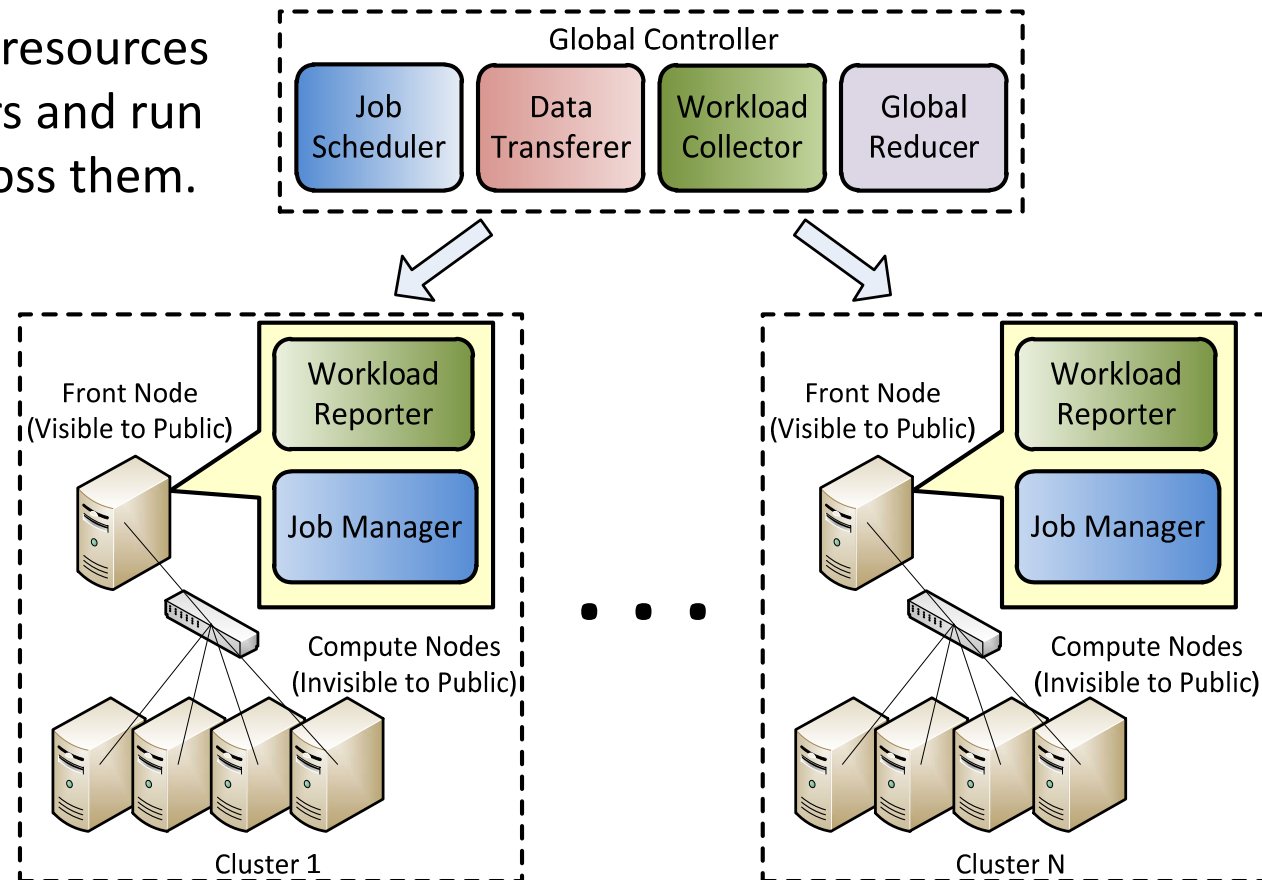 resources
rs and run
oss them.
Global Controller
Job
Scheduler
Data
Transferer
Workload
Collector
Global
Reducer
Front Node
(Visible to Public)
Workload
Reporter
Job Manager
Compute Nodes
(Invisible to Public)
Cluster 1
. . .
Front Node
(Visible to Public)
Workload
Reporter
Job Manager
Compute Nodes
(Invisible to Public)
Cluster N